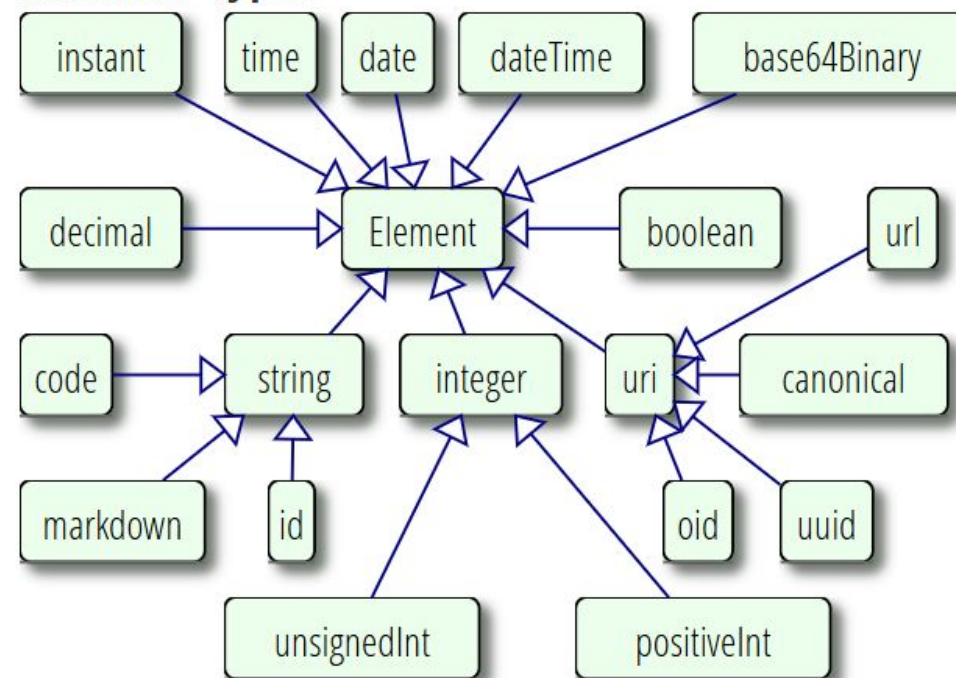 instant time date dateTime base64Binary
decimal Element boolean url
code string integer uri canonical
markdown id oid uuid
unsignedInt positiveInt